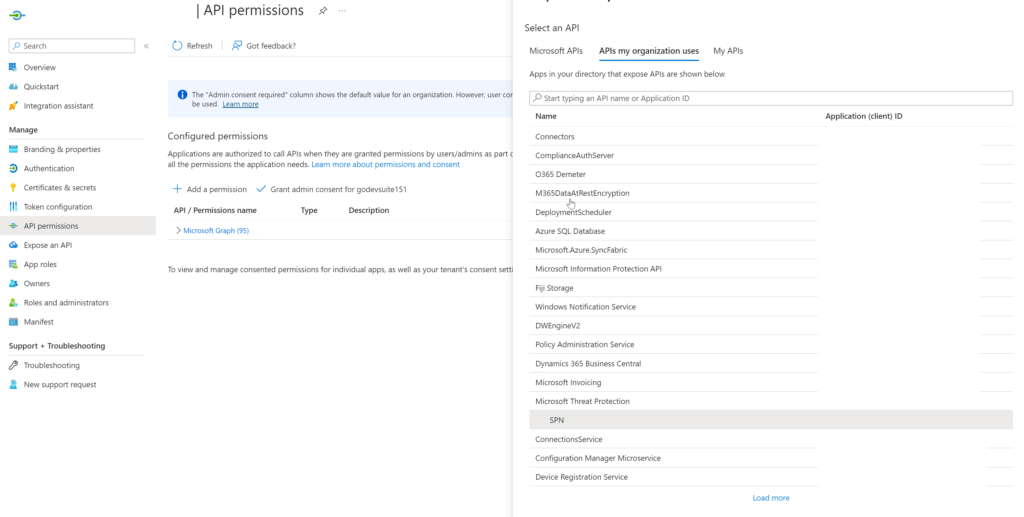 | API permissions
Search
Refresh
Got feedback?
Overview
Quickstart
Integration assistant
Manage
Branding & properties
Authentication
Certificates & secrets
Token configuration
API permissions
Expose an API
App roles
Owners
Roles and administrators
Manifest
Support + Troubleshooting
Troubleshooting
New support request
The "Admin consent required" column shows the default value for an organization. However, user con
be used. Learn more
Configured permissions
Applications are authorized to call APIs when they are granted permissions by users/admins as part
all the permissions the application needs. Learn more about permissions and consent
Add a permission
Grant admin consent for godevsuite151
API / Permissions name Type Description
Microsoft Graph (95)
To view and manage consented permissions for individual apps, as well as your tenant's consent setti
Select an API
Microsoft APIs APIs my organization uses My APIs
Apps in your directory that expose APIs are shown below
Start typing an API name or Application ID
Name Application (client) ID
Connectors
ComplianceAuthServer
O365 Demeter
M365DataAtRestEncryption
DeploymentScheduler
Azure SQL Database
Microsoft.Azure.SyncFabric
Microsoft Information Protection API
Fiji Storage
Windows Notification Service
DWEngineV2
Policy Administration Service
Dynamics 365 Business Central
Microsoft Invoicing
Microsoft Threat Protection
SPN
ConnectionsService
Configuration Manager Microservice
Device Registration Service
Load more